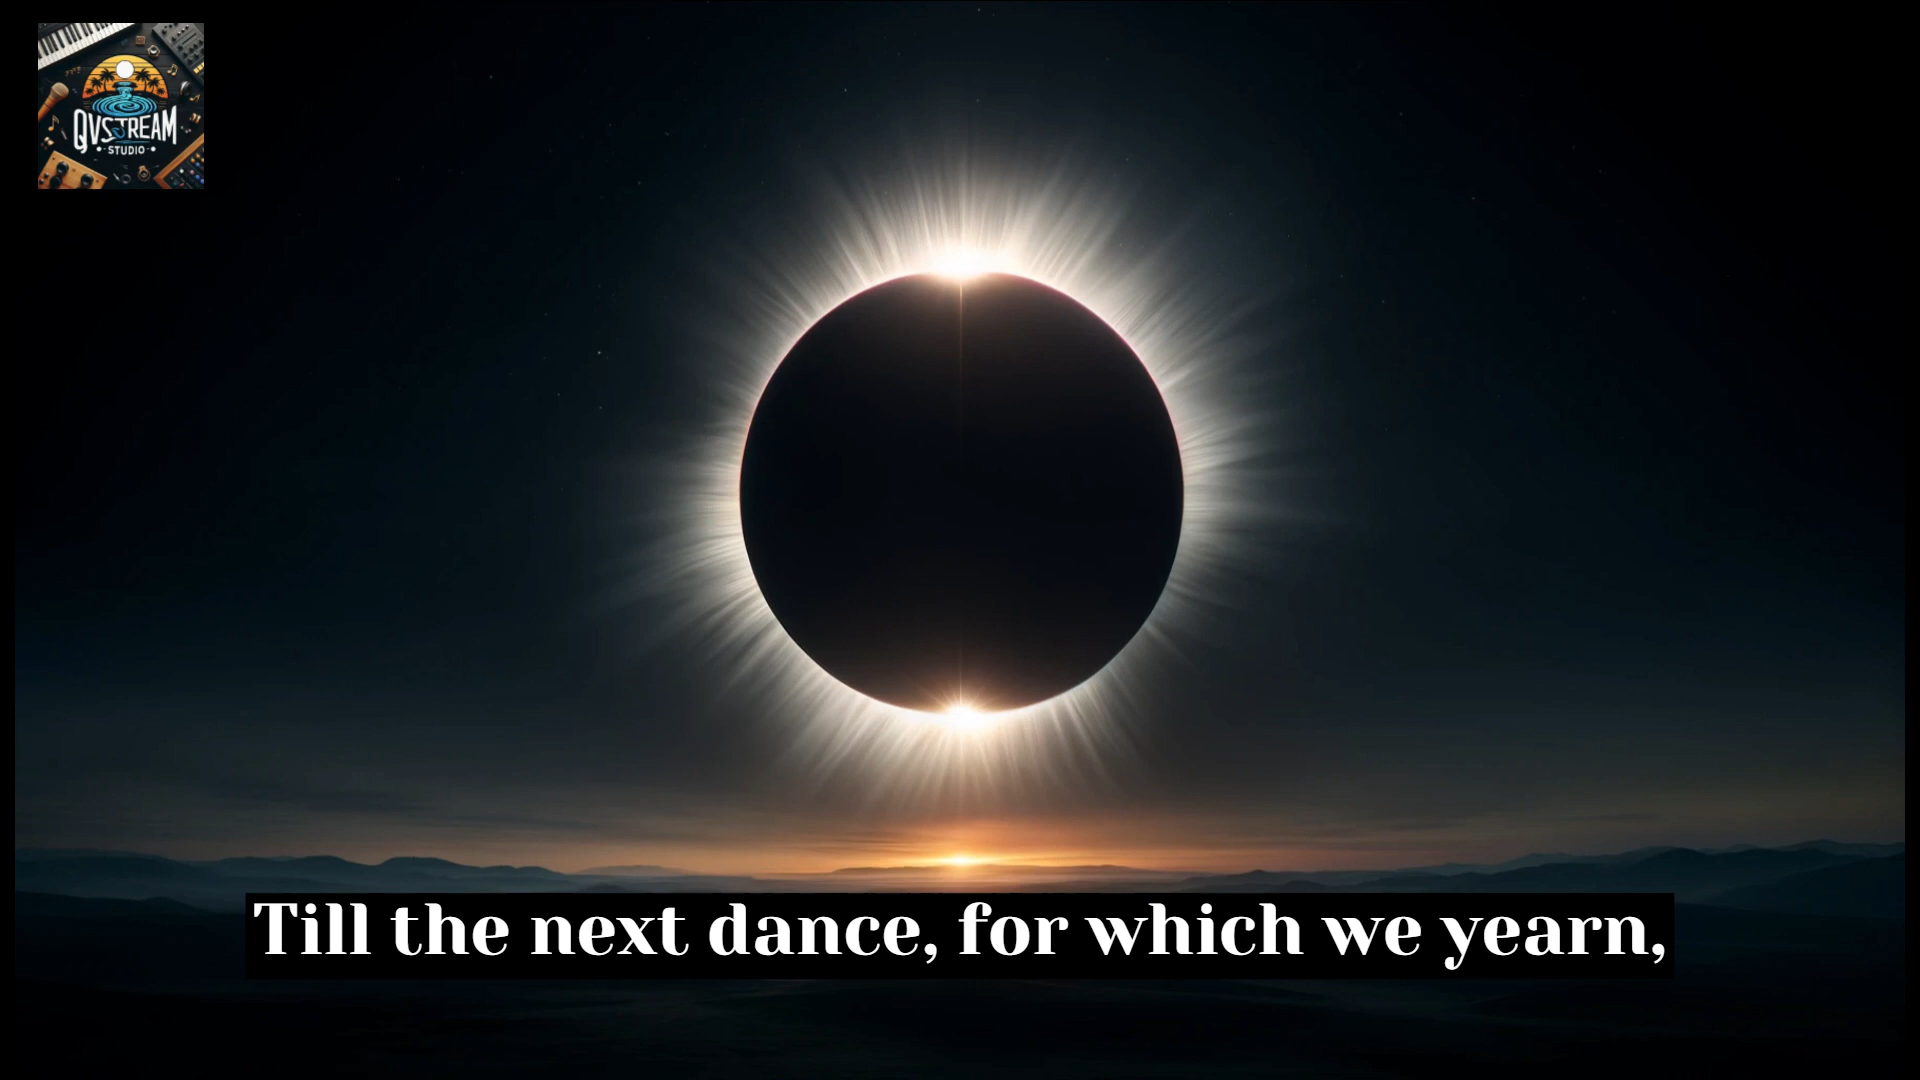 QVSTREAM
STUDIO
Till the next dance, for which we yearn,